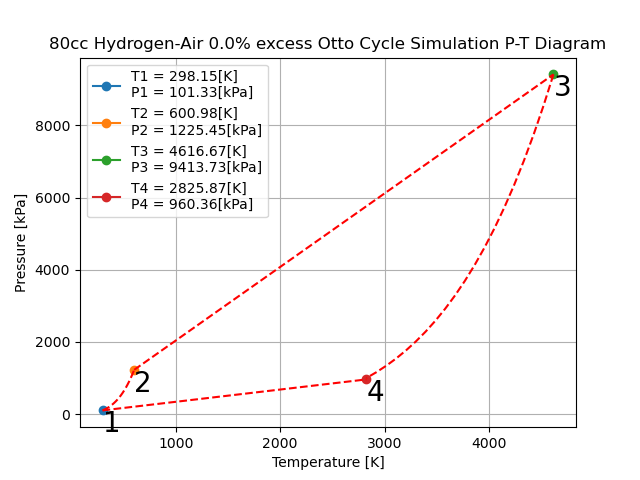 80cc Hydrogen-Air 0.0% excess Otto Cycle Simulation P-T Diagram
T1 = 298.15[K]
P1 = 101.33[kPa]
T2 = 600.98[K]
P2 = 1225.45[kPa]
T3 = 4616.67[K]
P3 = 9413.73[kPa]
T4 = 2825.87[K]
P4 = 960.36[kPa]
3
8000
6000
4000
2000
0
Pressure [kPa]
2
4
1
1000
2000
3000
4000
Temperature [K]